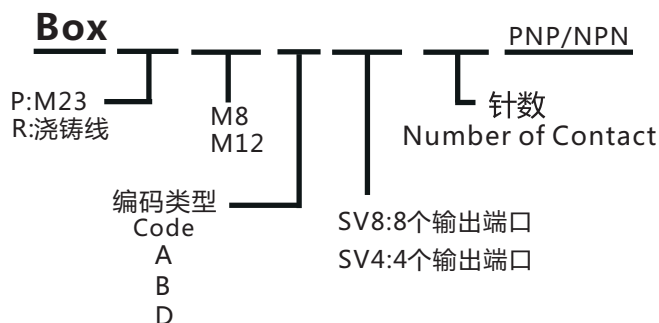 Box
PNP/NPN
P:M23
R:浇铸线
M8
M12
针数
Number of Contact
编码类型
Code
A
B
D
SV8:8个输出端口
SV4:4个输出端口